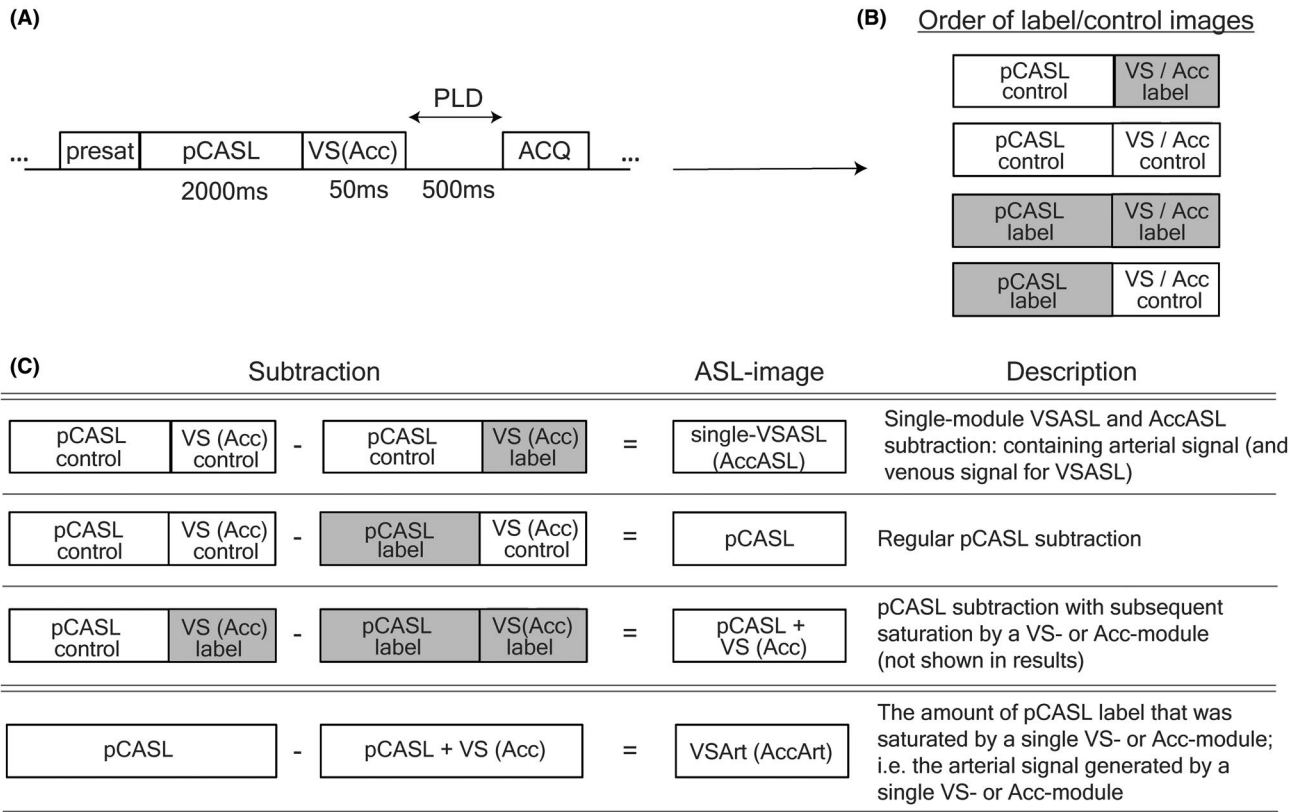 (A)
PLD
... presat pCASL VS(Acc) ACQ ...
2000ms 50ms 500ms
(B) Order of label/control images
pCASL VS / Acc
control label
pCASL VS / Acc
control control
pCASL VS / Acc
label label
pCASL VS / Acc
label control
(C) Subtraction ASL-image Description
pCASL control VS (Acc) control - pCASL control VS (Acc) label = single-VSASL (AccASL)
Single-module VSASL and AccASL
subtraction: containing arterial signal (and
venous signal for VSASL)
pCASL control VS (Acc) control - pCASL label VS (Acc) control = pCASL
Regular pCASL subtraction
pCASL control VS (Acc) label - pCASL label VS(Acc) label = pCASL + VS (Acc)
pCASL subtraction with subsequent
saturation by a VS- or Acc-module
(not shown in results)
pCASL - pCASL + VS (Acc) = VSArt (AccArt)
The amount of pCASL label that was
saturated by a single VS- or Acc-module;
i.e. the arterial signal generated by a
single VS- or Acc-module